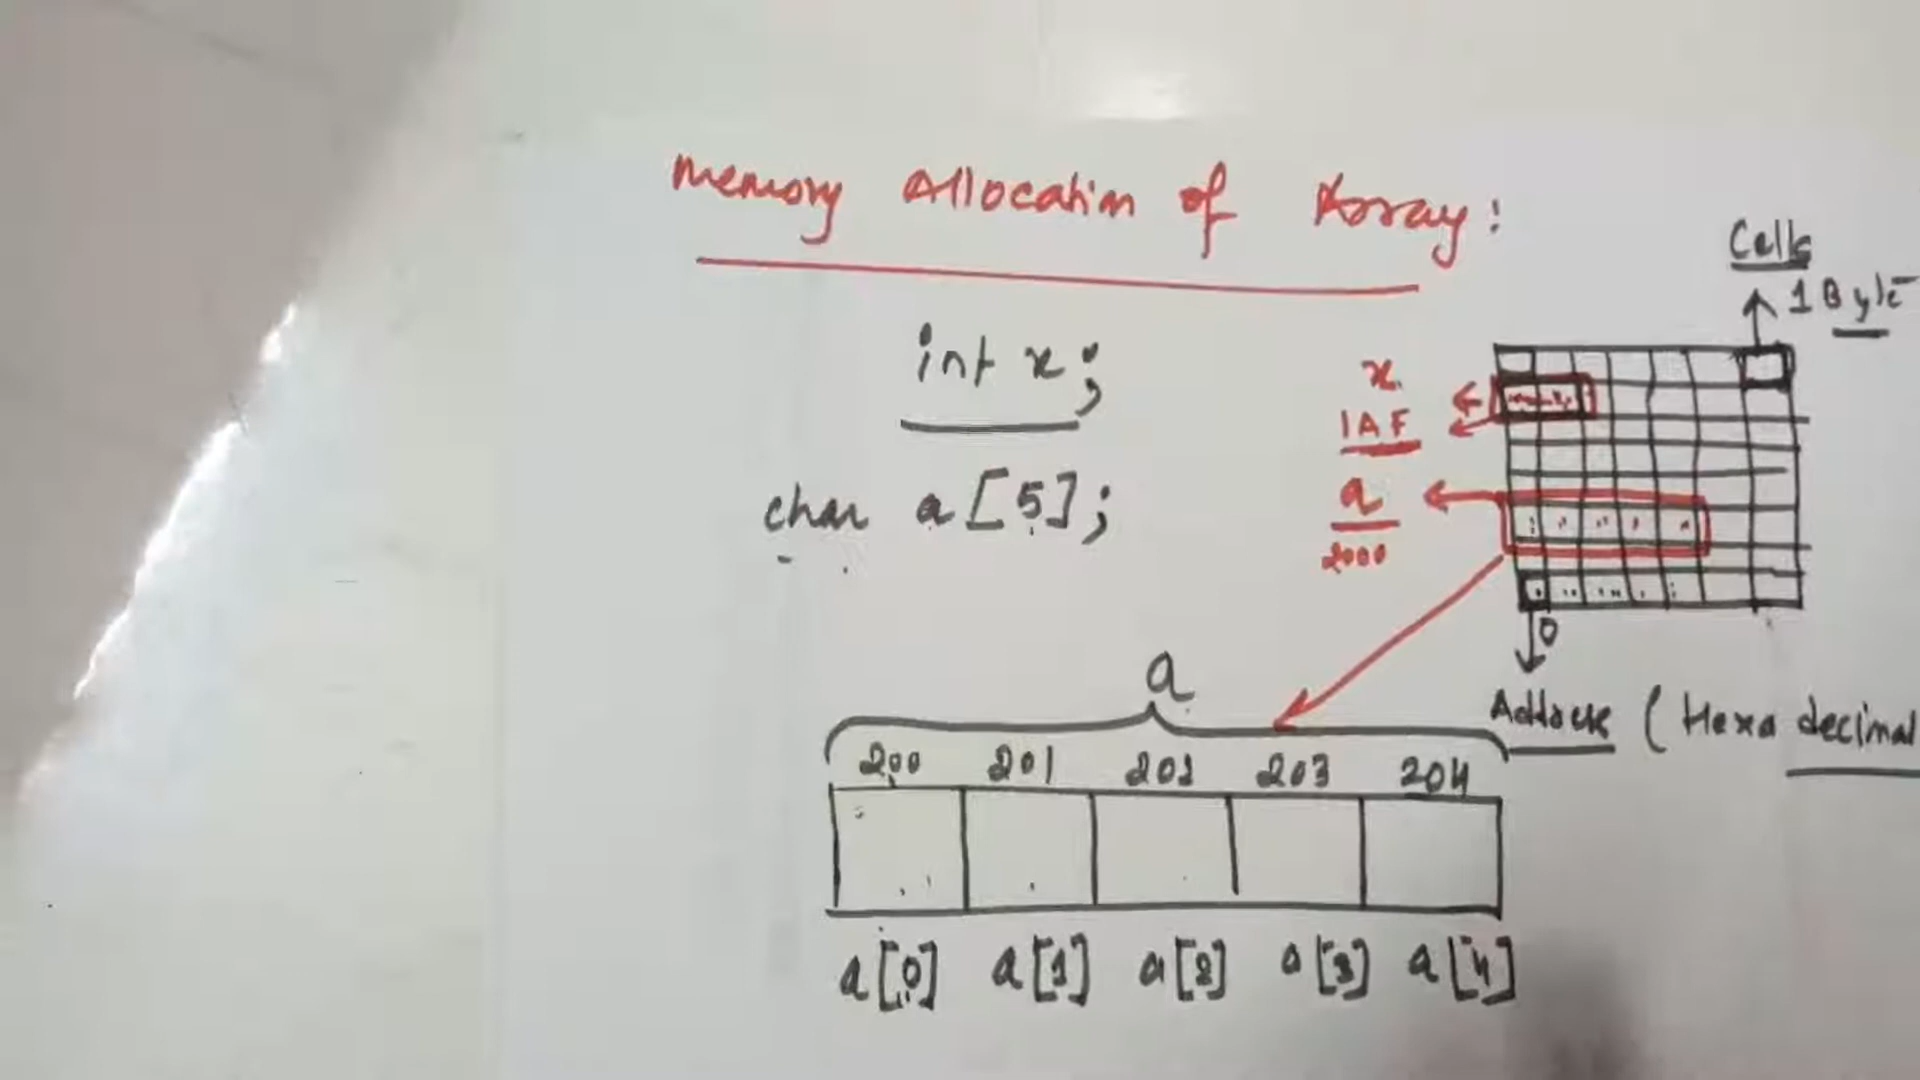 Memory Allocation of Array:
Cells
1 Byte
int x;
x
1AF
char a[5];
a
2000
0
Address (Hexa decimal
a
200 201 202 203 204
a[0] a[1] a[2] a[3] a[4]